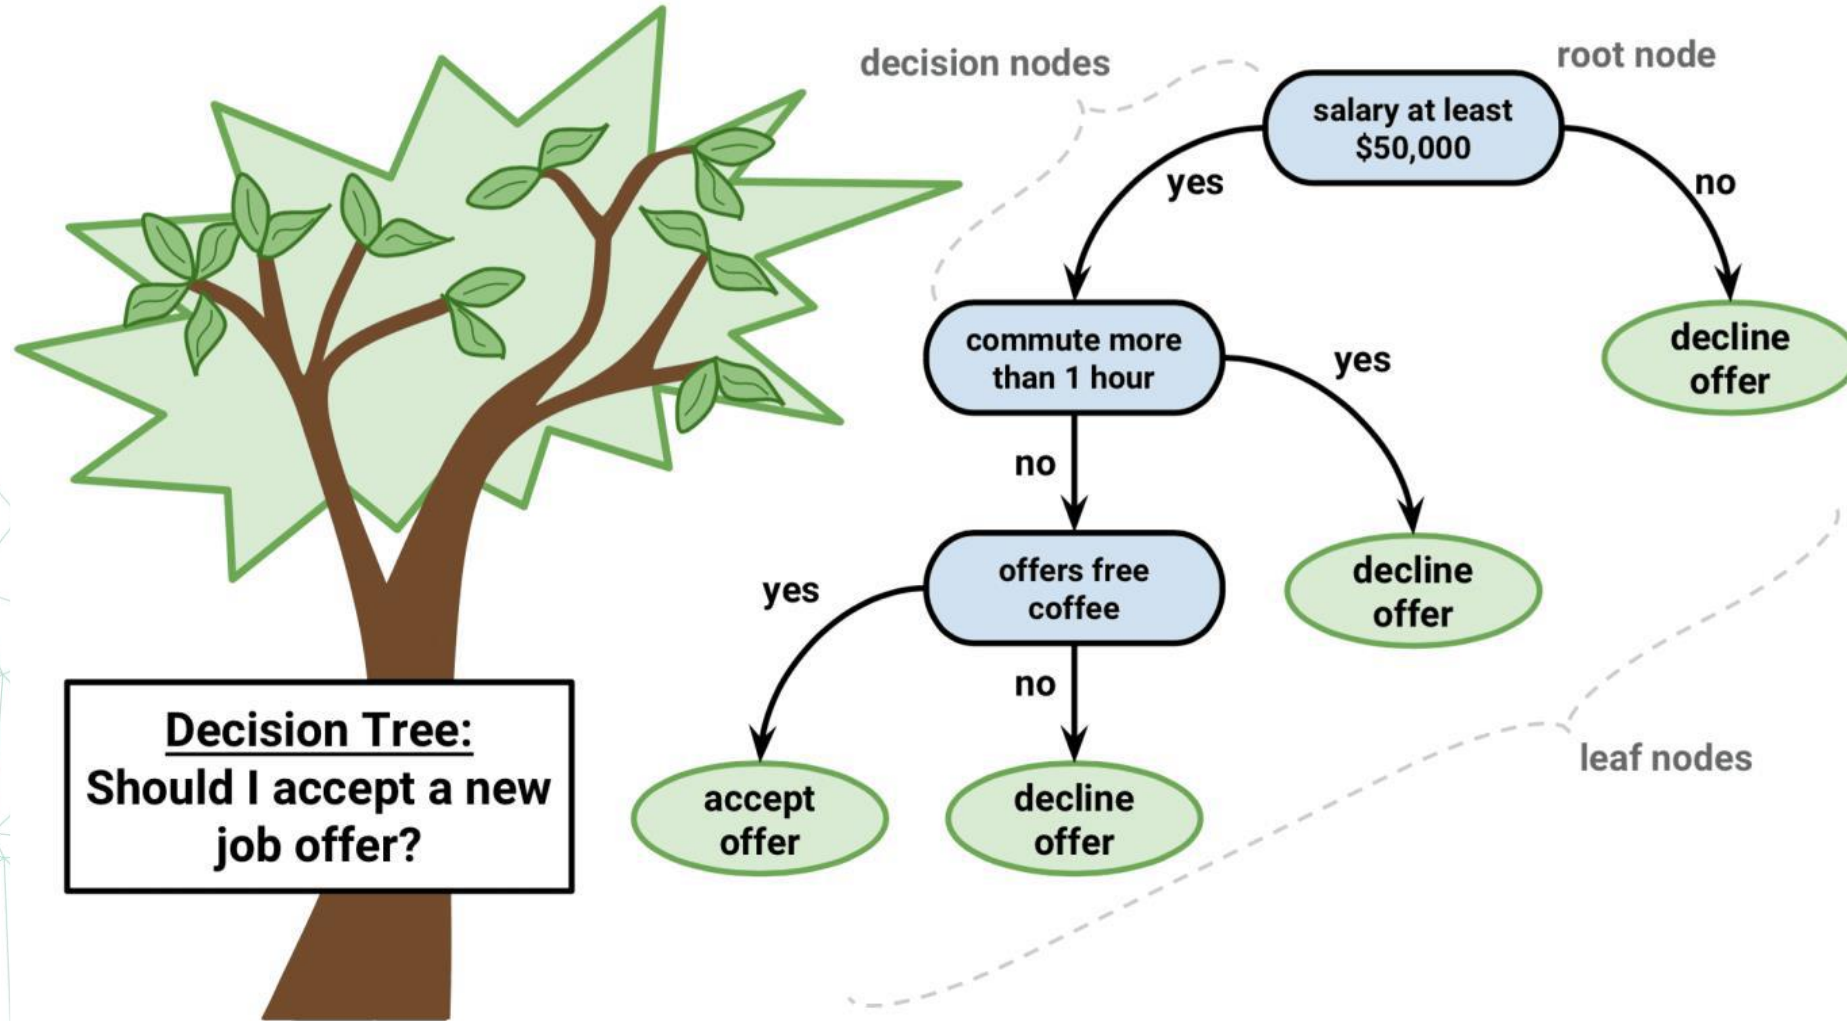 decision nodes
root node
salary at least
$50,000
yes
no
commute more
than 1 hour
yes
decline
offer
no
offers free
coffee
yes
decline
offer
no
accept
offer
decline
offer
leaf nodes
Decision Tree:
Should I accept a new
job offer?